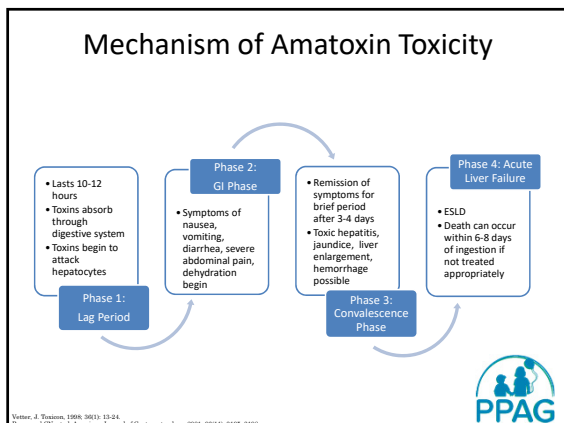 Mechanism of Amatoxin Toxicity
• Lasts 10-12
hours
• Toxins absorb
through
digestive system
• Toxins begin to
attack
hepatocytes
Phase 1:
Lag Period
Phase 2:
GI Phase
• Symptoms of
nausea,
vomiting,
diarrhea, severe
abdominal pain,
dehydration
begin
• Remission of
symptoms for
brief period
after 3-4 days
• Toxic hepatitis,
jaundice, liver
enlargement,
hemorrhage
possible
Phase 3:
Convalescence
Phase
Phase 4: Acute
Liver Failure
• ESLD
• Death can occur
within 6-8 days
of ingestion if
not treated
appropriately
Vetter, J. Toxicon, 1998; 36(1): 13-24.
PPAG